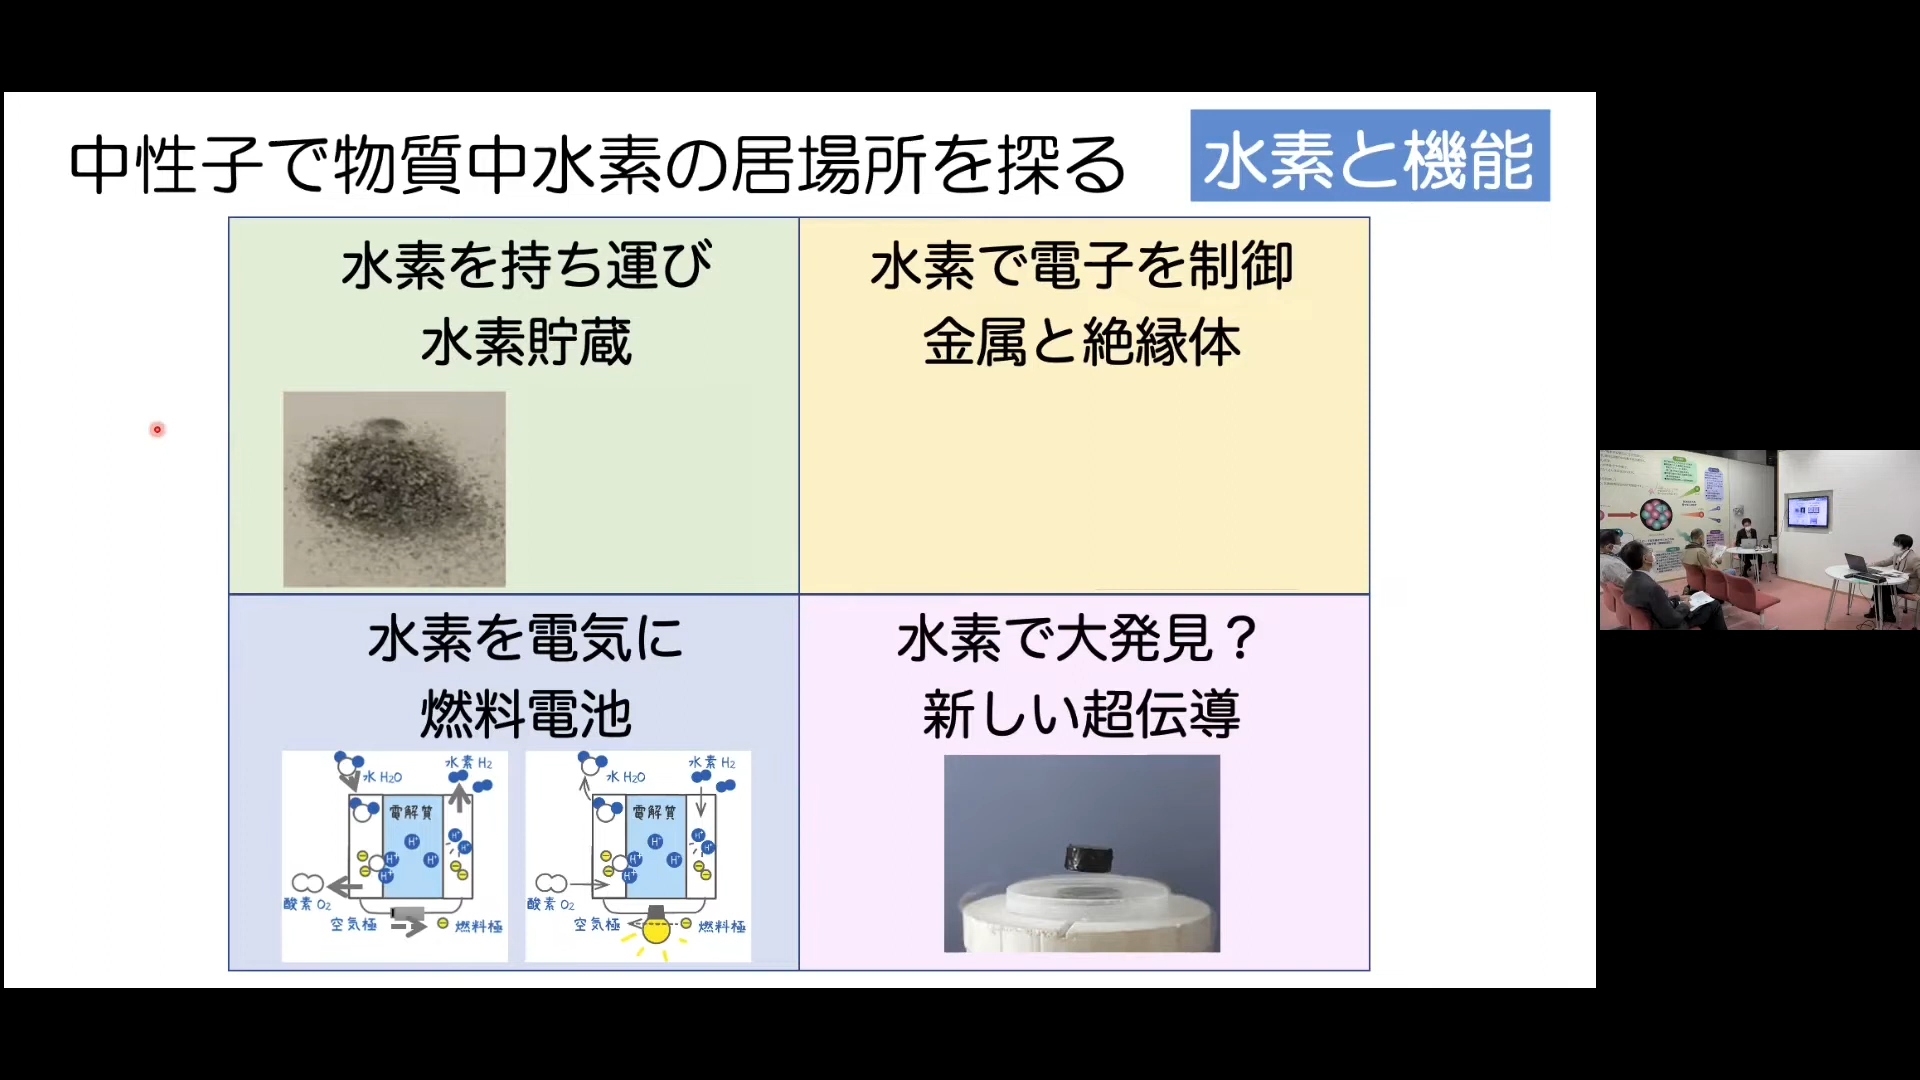 中性子で物質中水素の居場所を探る
水素と機能
水素を持ち運び
水素貯蔵
水素で電子を制御
金属と絶縁体
水素を電気に
燃料電池
水 H2O
水素 H2
電解質
H+
H+
H+
H+
H+
H+
酸素 O2
空気極
燃料極
水 H2O
水素 H2
電解質
H+
H+
H+
H+
H+
H+
酸素 O2
空気極
燃料極
水素で大発見？
新しい超伝導